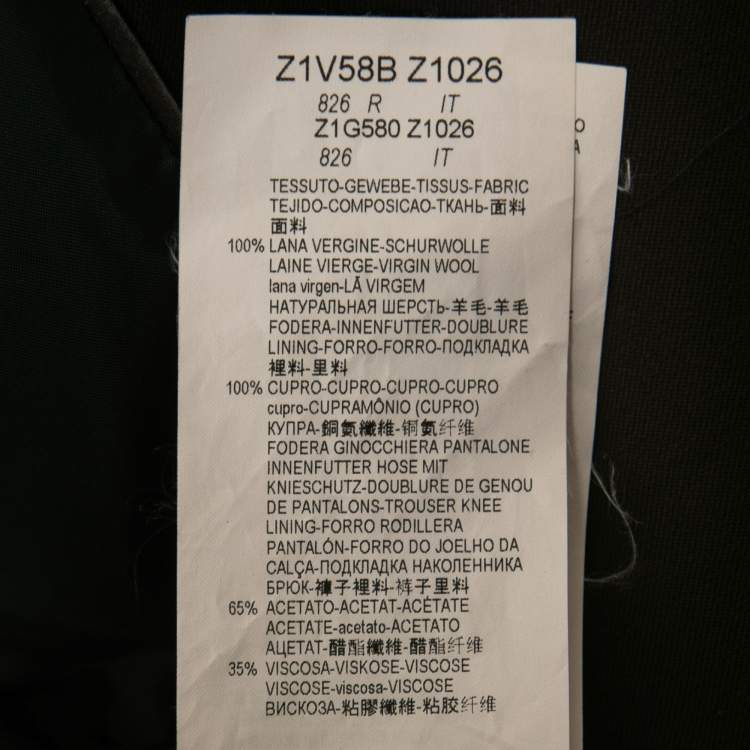 Z1V58B Z1026
826 R IT
Z1G580 Z1026
826 IT
TESSUTO-GEWEBE-TISSUS-FABRIC
TEJIDO-COMPOSICAO-ТКАНЬ-面料
面料
100% LANA VERGINE-SCHURWOLLE
LAINE VIERGE-VIRGIN WOOL
lana virgen-LÃ VIRGEM
НАТУРАЛЬНАЯ ШЕРСТЬ-羊毛-羊毛
FODERA-INNENFUTTER-DOUBLURE
LINING-FORRO-FORRO-ПОДКЛАДКА
裡料-里料
100% CUPRO-CUPRO-CUPRO-CUPRO
cupro-CUPRAMÔNIO (CUPRO)
КУПРА-銅氨纖維-铜氨纤维
FODERA GINOCCHIERA PANTALONE
INNENFUTTER HOSE MIT
KNIESCHUTZ-DOUBLURE DE GENOU
DE PANTALONS-TROUSER KNEE
LINING-FORRO RODILLERA
PANTALÓN-FORRO DO JOELHO DA
CALÇA-ПОДКЛАДКА НАКОЛЕННИКА
БРЮК-褲子裡料-裤子里料
65% ACETATO-ACETAT-ACÉTATE
ACETATE-acetato-ACETATO
АЦЕТАТ-醋酯纖維-醋酯纤维
35% VISCOSA-VISKOSE-VISCOSE
VISCOSE-viscosa-VISCOSE
ВИСКОЗА-粘膠纖維-粘胶纤维